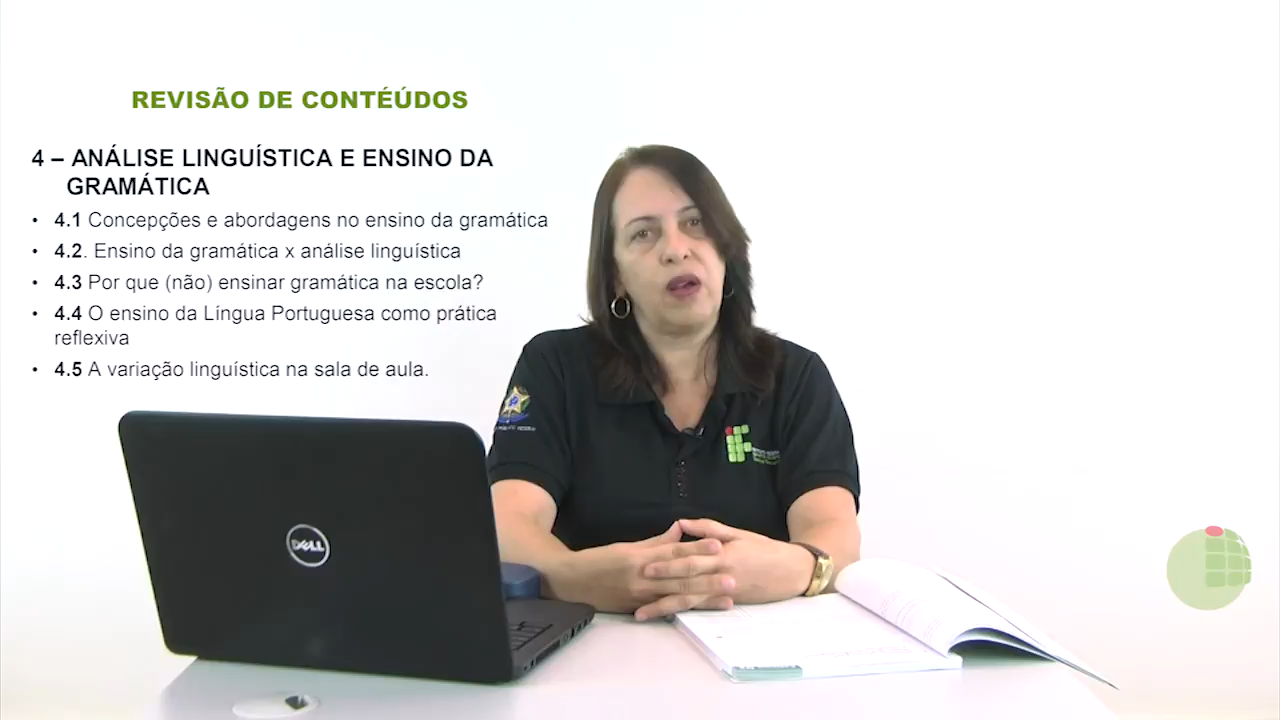 REVISÃO DE CONTÉÚDOS
4 – ANÁLISE LINGUÍSTICA E ENSINO DA
GRAMÁTICA
• 4.1 Concepções e abordagens no ensino da gramática
• 4.2. Ensino da gramática x análise linguística
• 4.3 Por que (não) ensinar gramática na escola?
• 4.4 O ensino da Língua Portuguesa como prática
reflexiva
• 4.5 A variação linguística na sala de aula.
DELL